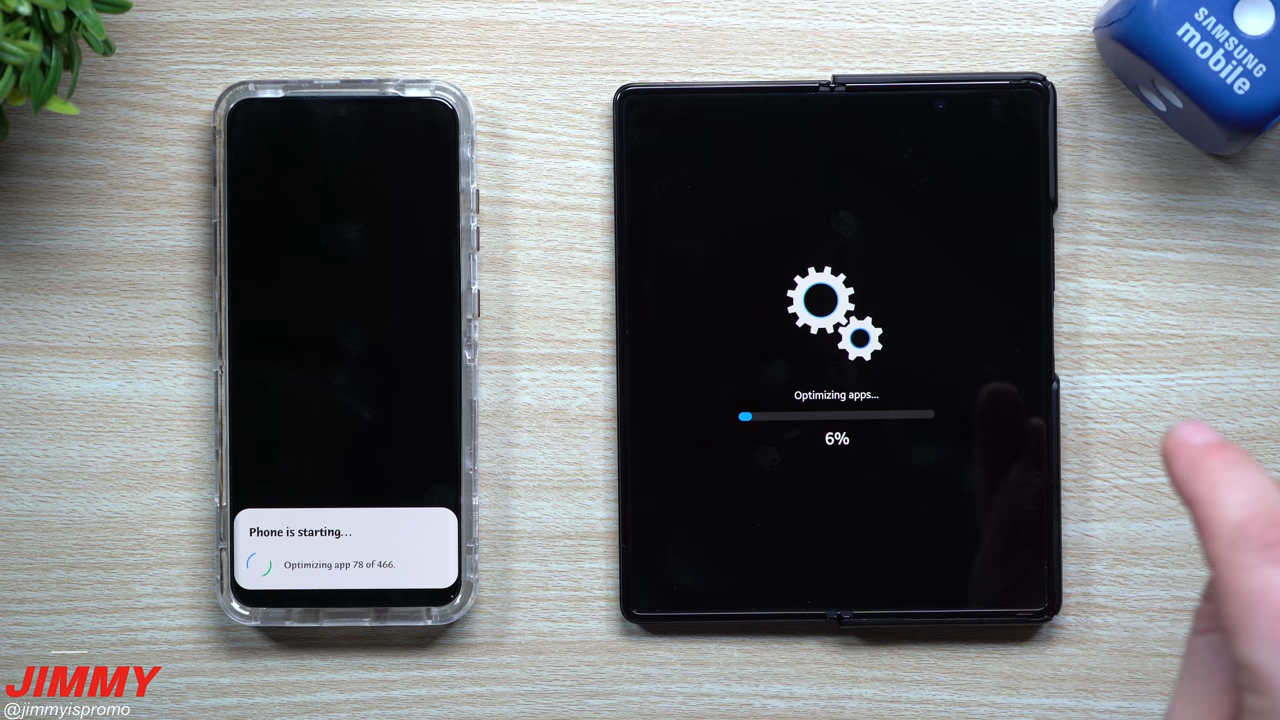 SAMSUNG
mobile
Phone is starting...
Optimizing app 78 of 466.
Optimizing apps...
6%
JIMMY
@jimmyispromo